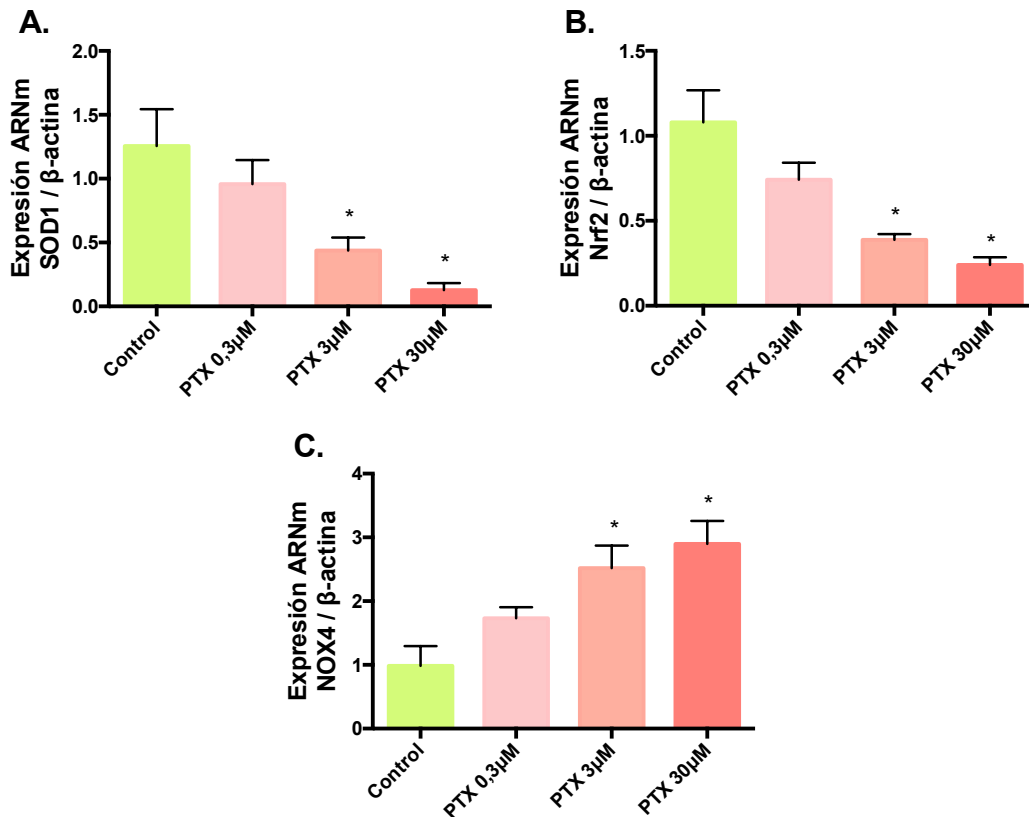 A.
Expresión ARNm
SOD1 / β-actina
2.0
1.5
1.0
0.5
0.0
*
*
Control
PTX 0,3µM
PTX 3µM
PTX 30µM
B.
Expresión ARNm
Nrf2 / β-actina
1.5
1.0
0.5
0.0
*
*
Control
PTX 0,3µM
PTX 3µM
PTX 30µM
C.
Expresión ARNm
NOX4 / β-actina
4
3
2
1
0
*
*
Control
PTX 0,3µM
PTX 3µM
PTX 30µM